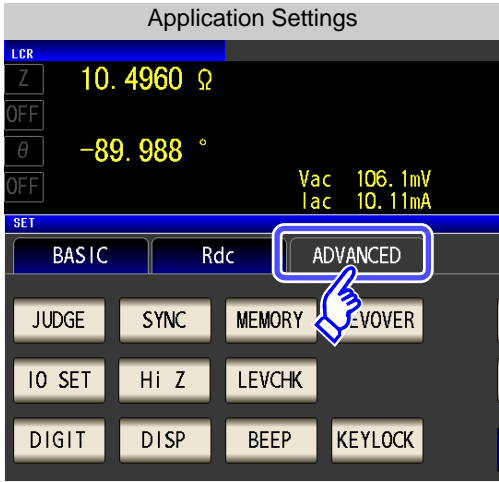 Application Settings
LCR
Z 10.4960 Ω
OFF
θ -89.988 °
OFF
Vac 106.1mV
Iac 10.11mA
SET
BASIC Rdc ADVANCED
JUDGE SYNC MEMORY EVOVER
IO SET Hi Z LEVCHK
DIGIT DISP BEEP KEYLOCK